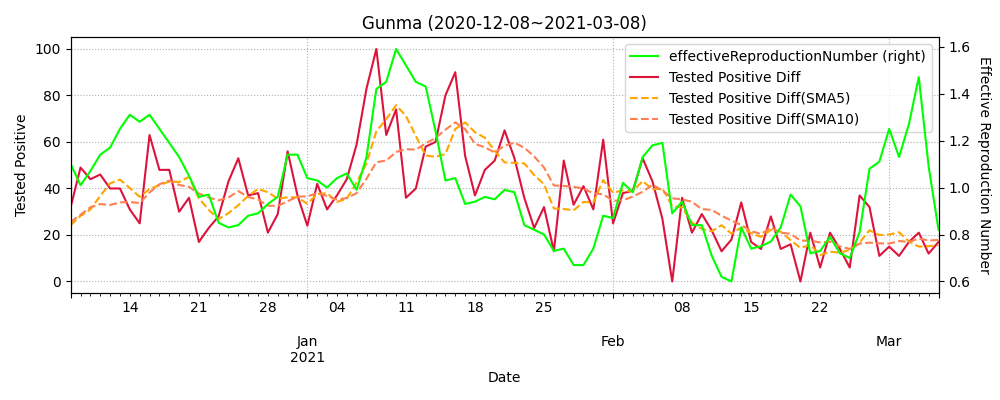 Gunma (2020-12-08~2021-03-08)
Tested Positive
100
80
60
40
20
0
effectiveReproductionNumber (right)
Tested Positive Diff
Tested Positive Diff(SMA5)
Tested Positive Diff(SMA10)
1.6
1.4
1.2
1.0
0.8
0.6
Effective Reproduction Number
14 21 28 04 11 18 25 08 15 22
Jan Feb Mar
2021
Date